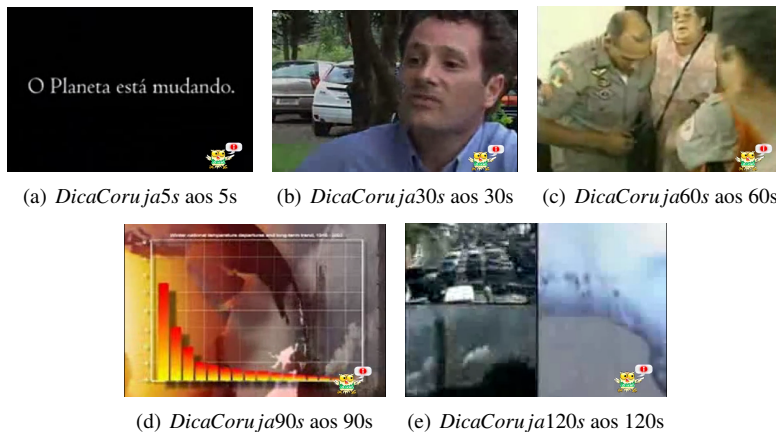 O Planeta está mudando.
(a) DicaCoruja5s aos 5s
(b) DicaCoruja30s aos 30s
(c) DicaCoruja60s aos 60s
(d) DicaCoruja90s aos 90s
(e) DicaCoruja120s aos 120s